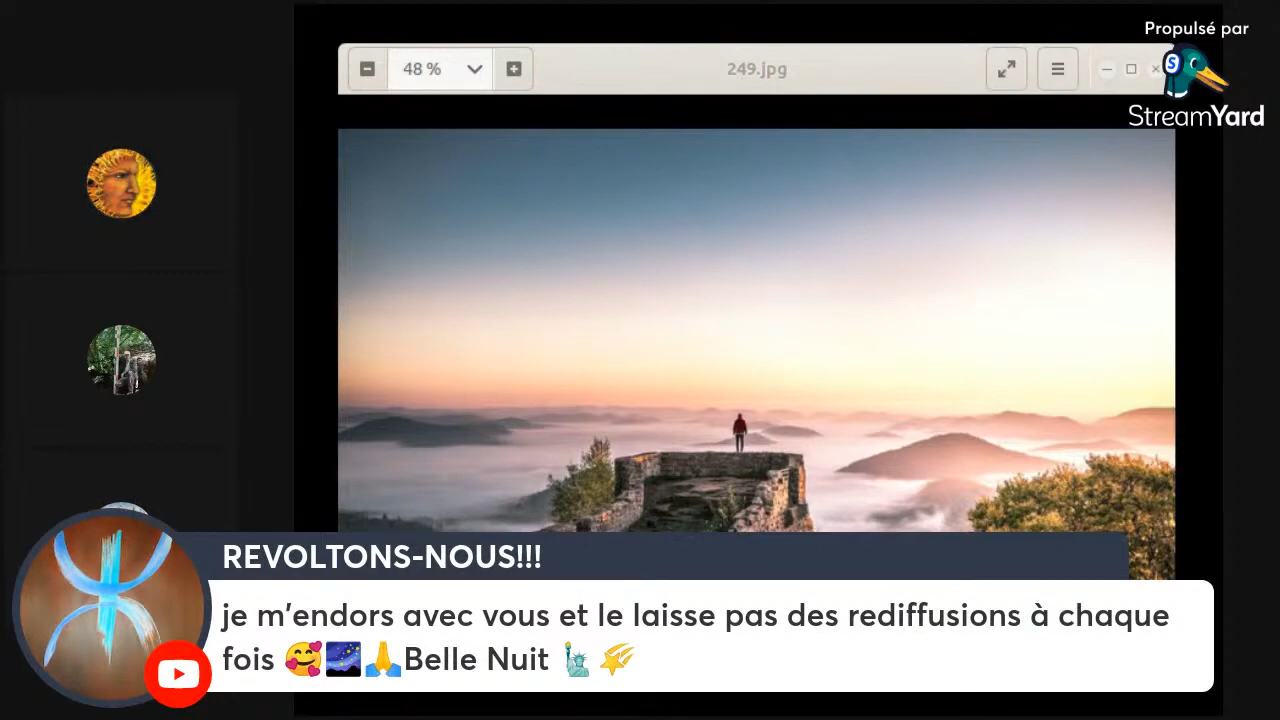 Propulsé par
StreamYard
48 %
249.jpg
REVOLTONS-NOUS!!!
je m'endors avec vous et le laisse pas des rediffusions à chaque
fois 🥰🌌🙏Belle Nuit 🗽🌠